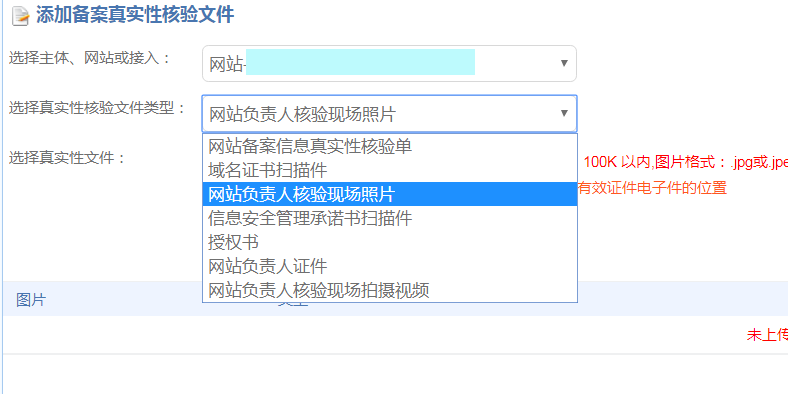 添加备案真实性核验文件
选择主体、网站或接入：
网站-
选择真实性核验文件类型：
网站负责人核验现场照片
网站备案信息真实性核验单
域名证书扫描件
网站负责人核验现场照片
信息安全管理承诺书扫描件
授权书
网站负责人证件
网站负责人核验现场拍摄视频
选择真实性文件：
100K 以内,图片格式：.jpg或.jpe
有效证件电子件的位置
图片
未上传